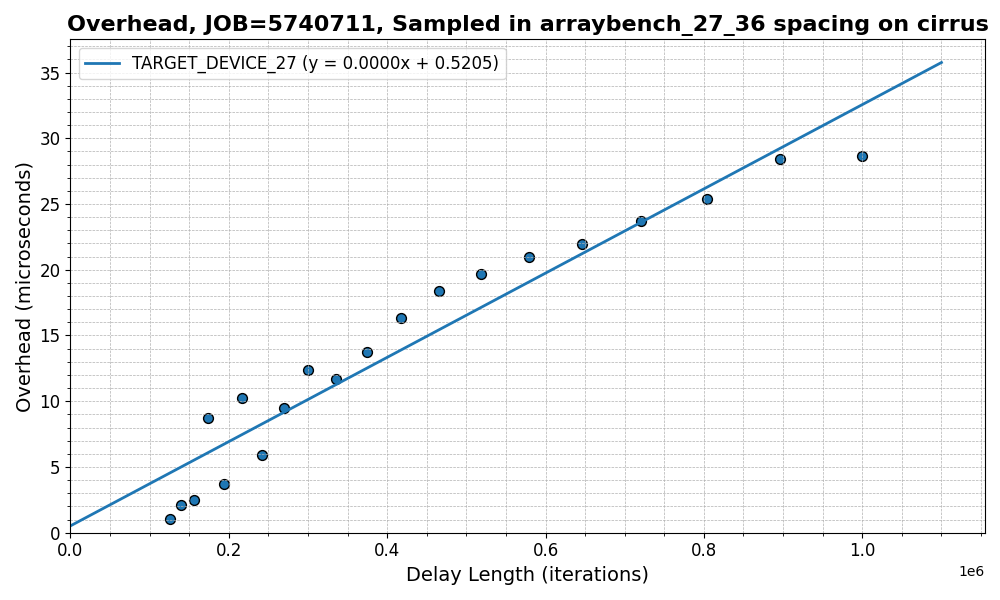 Overhead, JOB=5740711, Sampled in arraybench_27_36 spacing on cirrus
TARGET_DEVICE_27 (y = 0.0000x + 0.5205)
Overhead (microseconds)
35
30
25
20
15
10
5
0
0.0 0.2 0.4 0.6 0.8 1.0
1e6
Delay Length (iterations)